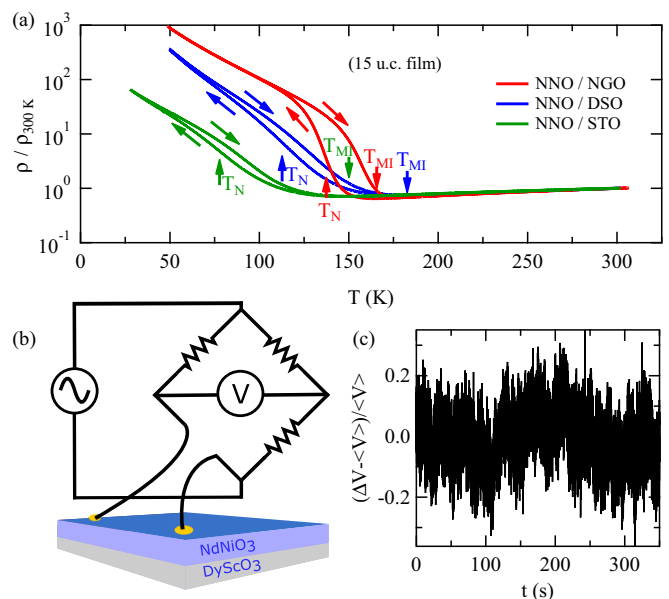 (a)
10³
10²
10¹
10⁰
10⁻¹
ρ / ρ300 K
(15 u.c. film)
NNO / NGO
NNO / DSO
NNO / STO
TMI
TMI
TMI
TN
TN
TN
50
100
150
200
250
300
T (K)
(b)
V
NdNiO3
DyScO3
(c)
(ΔV-<V>)/<V>
0.2
0.0
-0.2
0
100
200
300
t (s)